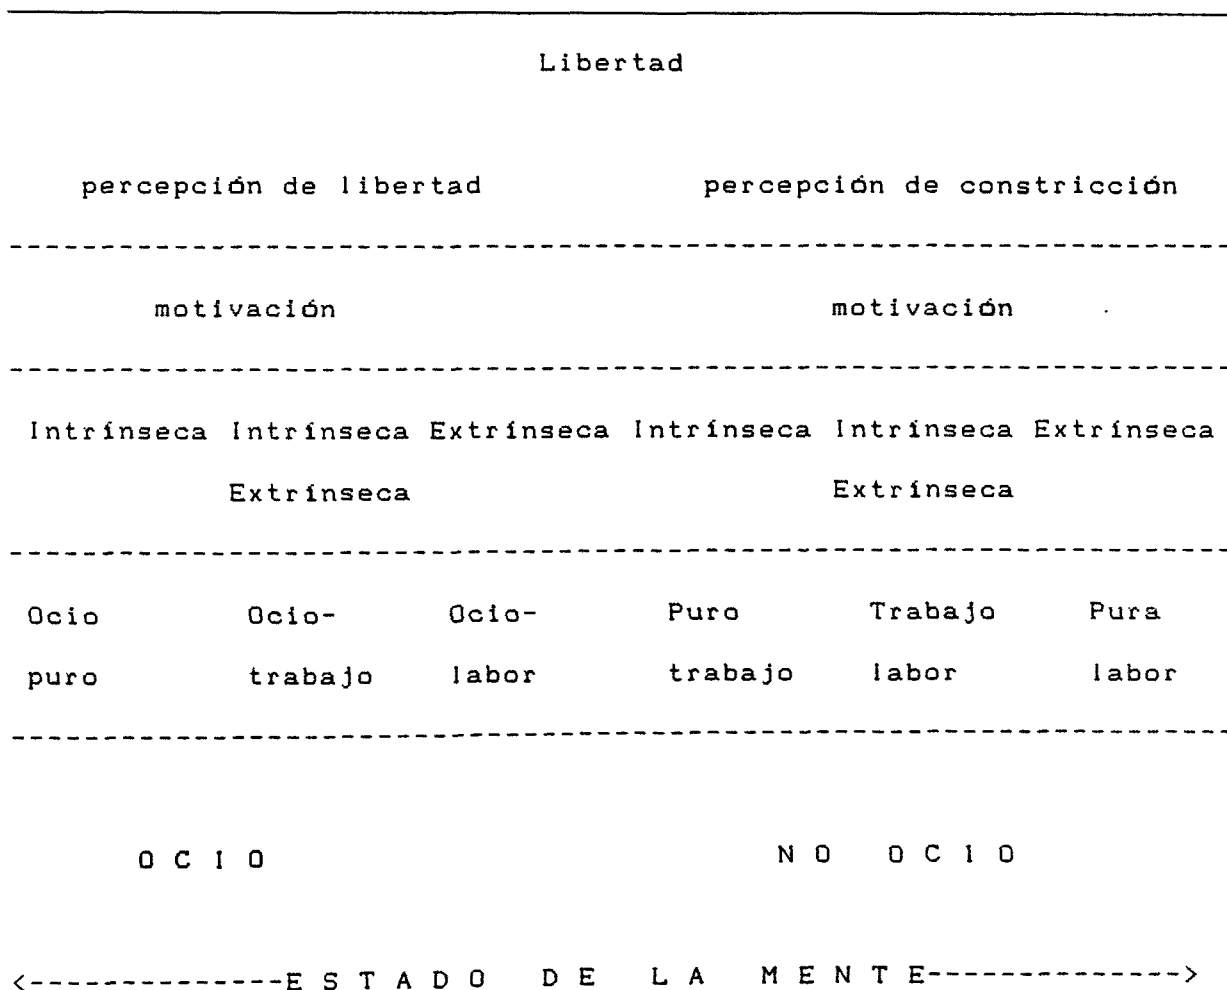 Libertad
percepción de libertad percepción de constricción
motivación motivación
Intrínseca Intrínseca Extrínseca Intrínseca Intrínseca Extrínseca
Extrínseca Extrínseca
Ocio Ocio- Ocio- Puro Trabajo Pura
puro trabajo labor trabajo labor labor
O C I O N O O C I O
<--------------E S T A D O D E L A M E N T E-------------->